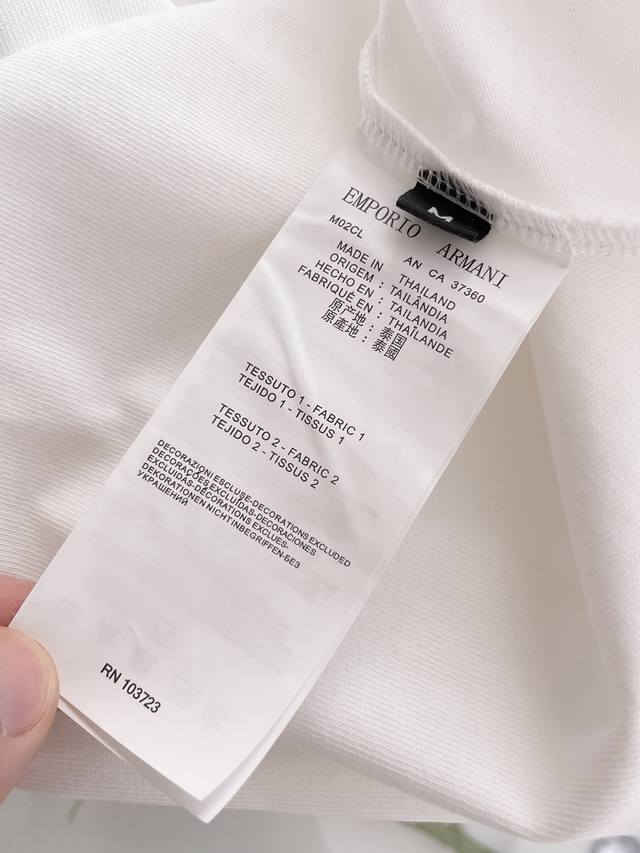 M
EMPORIO ARMANI
M02CL
AN CA 37360
MADE IN : THAILAND
ORIGEM : TAILÂNDIA
HECHO EN : TAILANDIA
FABRIQUÉ EN : THAÏLANDE
原产地: 泰国
原產地: 泰國
TESSUTO 1 - FABRIC 1
TEJIDO 1 - TISSUS 1
TESSUTO 2 - FABRIC 2
TEJIDO 2 - TISSUS 2
DECORAZIONI ESCLUSE-DECORATIONS EXCLUDED
DECORAÇÕES EXCLUIDAS-DECORACIONES
EXCLUIDAS-DÉCORATIONS EXCLUES-
DEKORATIONEN NICHT INBEGRIFFEN-БЕЗ
УКРАШЕНИЙ
RN 103723